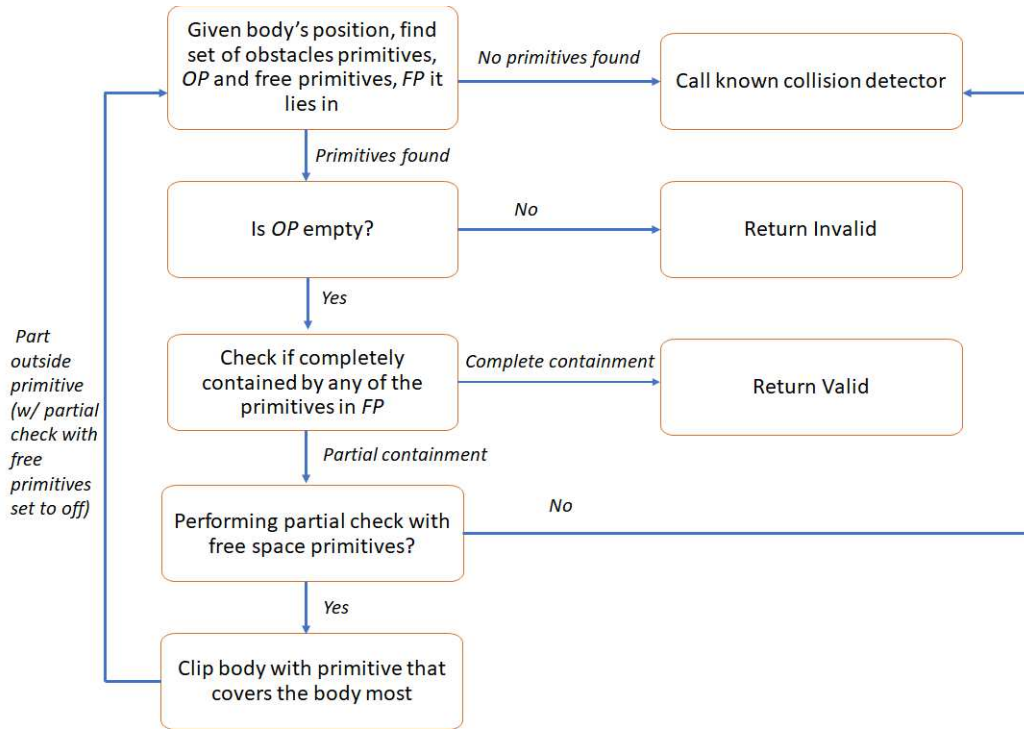 Given body's position, find
set of obstacles primitives,
OP and free primitives, FP it
lies in
No primitives found
Call known collision detector
Primitives found
Is OP empty?
No
Return Invalid
Yes
Part
outside
primitive
(w/ partial
check with
free
primitives
set to off)
Check if completely
contained by any of the
primitives in FP
Complete containment
Return Valid
Partial containment
Performing partial check with
free space primitives?
No
Yes
Clip body with primitive that
covers the body most